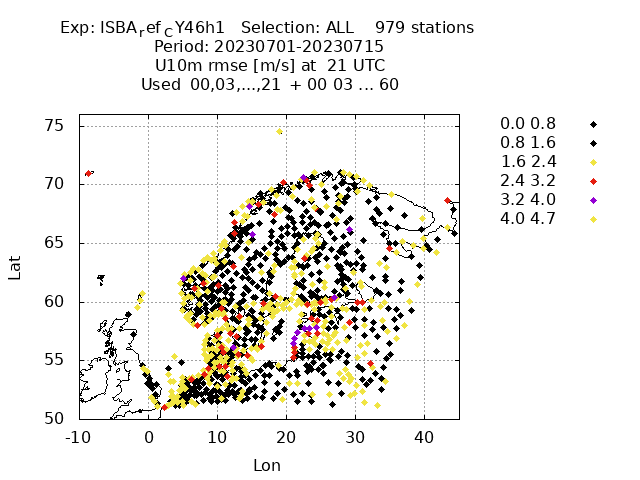 Exp: ISBArefCY46h1 Selection: ALL 979 stations
Period: 20230701-20230715
U10m rmse [m/s] at 21 UTC
Used 00,03,...,21 + 00 03 ... 60
0.0 0.8
0.8 1.6
1.6 2.4
2.4 3.2
3.2 4.0
4.0 4.7
75
70
65
60
55
50
Lat
-10 0 10 20 30 40
Lon